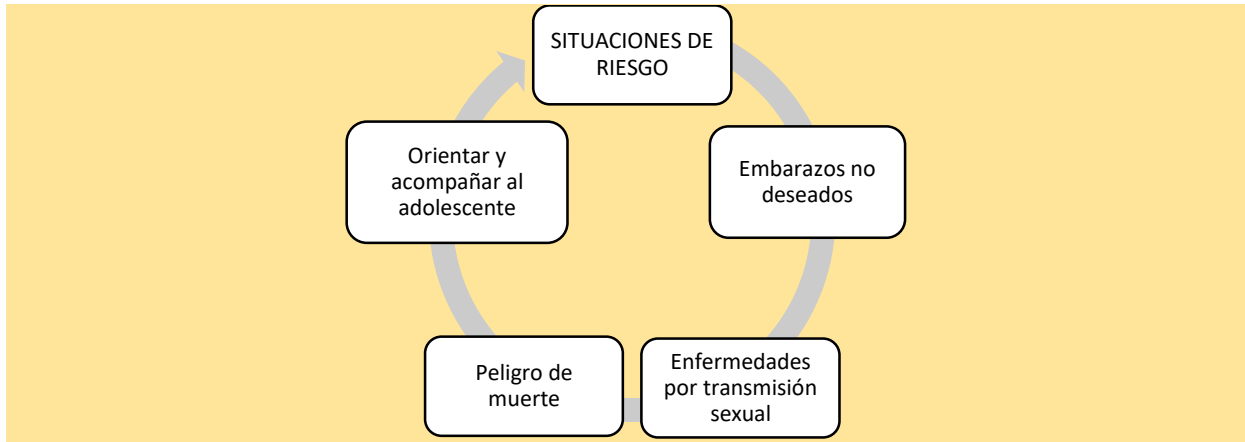 SITUACIONES DE
RIESGO
Embarazos no
deseados
Enfermedades
por transmisión
sexual
Peligro de
muerte
Orientar y
acompañar al
adolescente